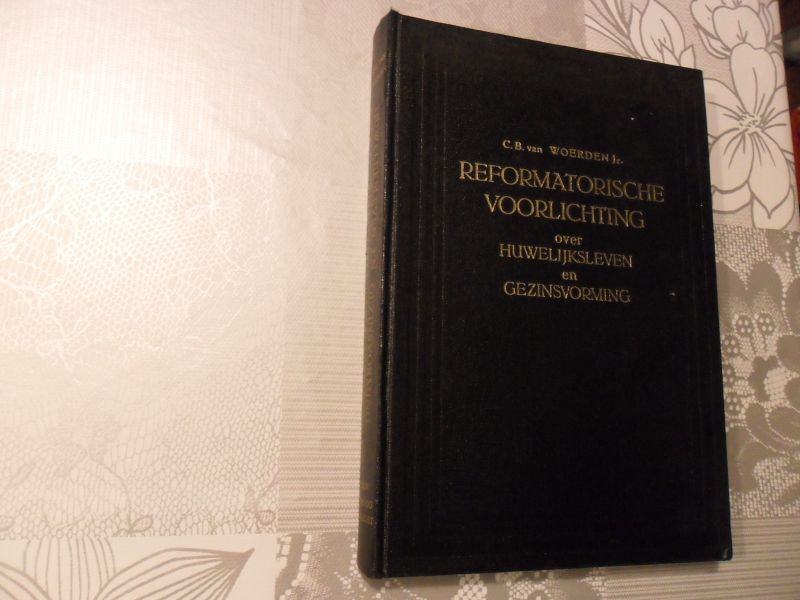 C. B. van WOERDEN Jr.
REFORMATORISCHE
VOORLICHTING
over
HUWELIJKSLEVEN
en
GEZINSVORMING